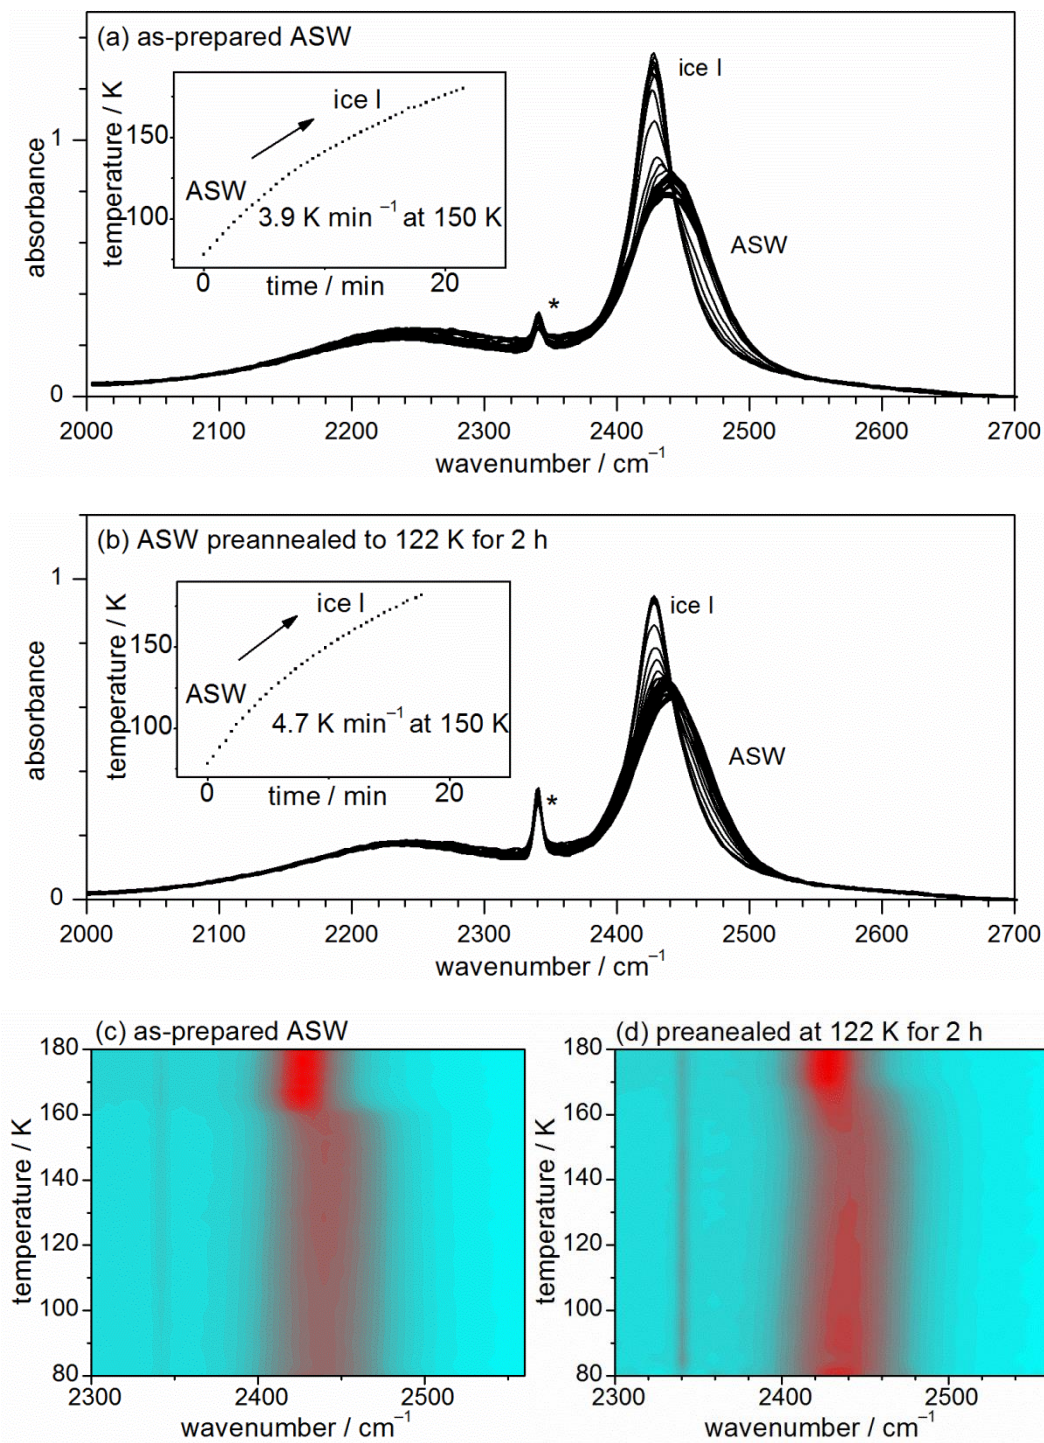 (a) as-prepared ASW
ice I
ASW
*
absorbance
1
0
2000 2100 2200 2300 2400 2500 2600 2700
wavenumber / cm⁻¹
temperature / K
150
100
ice I
ASW
3.9 K min⁻¹ at 150 K
0 20
time / min
(b) ASW preannealed to 122 K for 2 h
ice I
ASW
*
absorbance
1
0
2000 2100 2200 2300 2400 2500 2600 2700
wavenumber / cm⁻¹
temperature / K
150
100
ice I
ASW
4.7 K min⁻¹ at 150 K
0 20
time / min
(c) as-prepared ASW
temperature / K
180
160
140
120
100
80
2300 2400 2500
wavenumber / cm⁻¹
(d) preanealed at 122 K for 2 h
temperature / K
180
160
140
120
100
80
2300 2400 2500
wavenumber / cm⁻¹